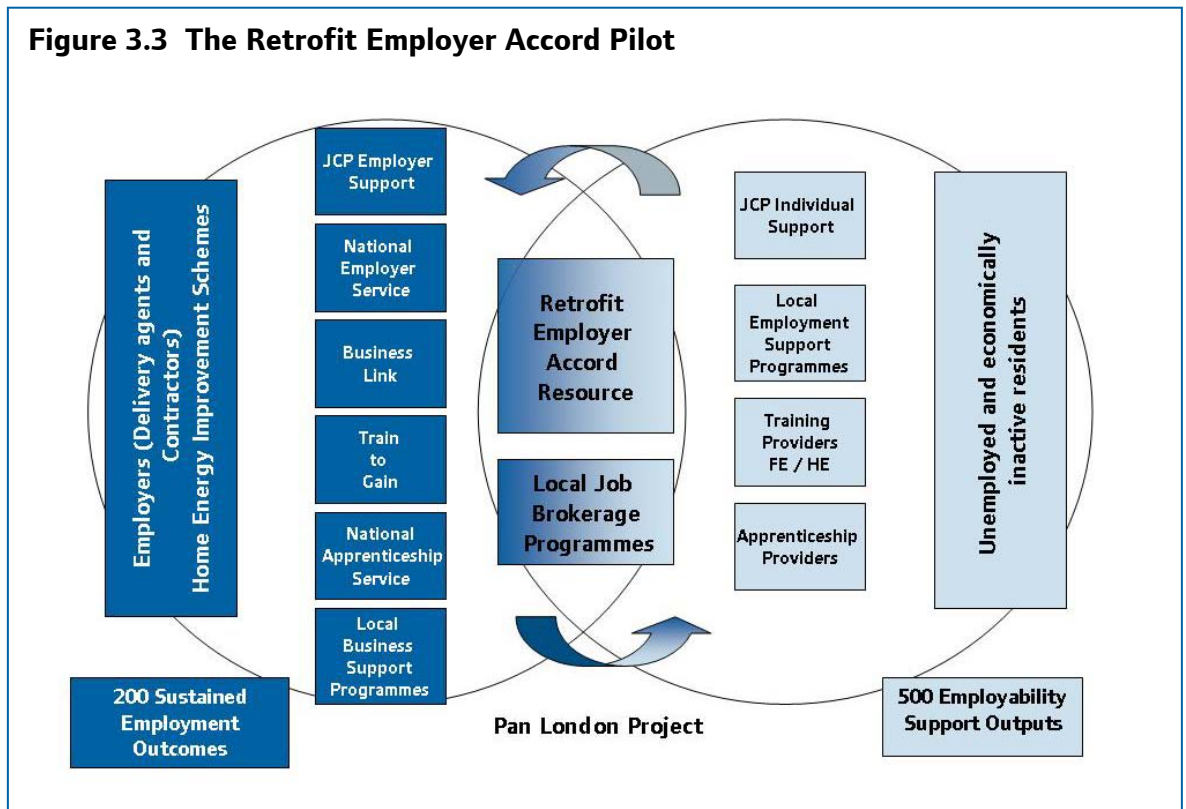 Figure 3.3 The Retrofit Employer Accord Pilot
Employers (Delivery agents and
Contractors)
Home Energy Improvement Schemes
JCP Employer
Support
National
Employer
Service
Business
Link
Train
to
Gain
National
Apprenticeship
Service
Local
Business
Support
Programmes
Retrofit
Employer
Accord
Resource
Local Job
Brokerage
Programmes
JCP Individual
Support
Local
Employment
Support
Programmes
Training
Providers
FE / HE
Apprenticeship
Providers
Unemployed and economically
inactive residents
200 Sustained
Employment
Outcomes
Pan London Project
500 Employability
Support Outputs